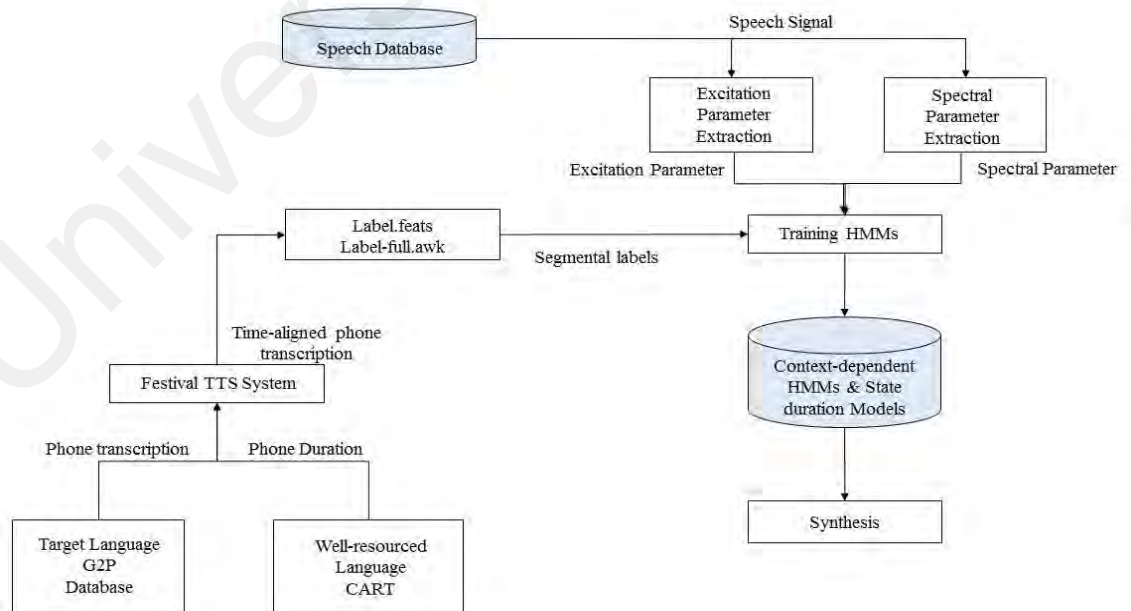 Speech Signal
Speech Database
Excitation
Parameter
Extraction
Spectral
Parameter
Extraction
Excitation Parameter
Spectral Parameter
Label.feats
Label-full.awk
Segmental labels
Training HMMs
Time-aligned phone
transcription
Festival TTS System
Context-dependent
HMMs & State
duration Models
Phone transcription
Phone Duration
Target Language
G2P
Database
Well-resourced
Language
CART
Synthesis
Univer